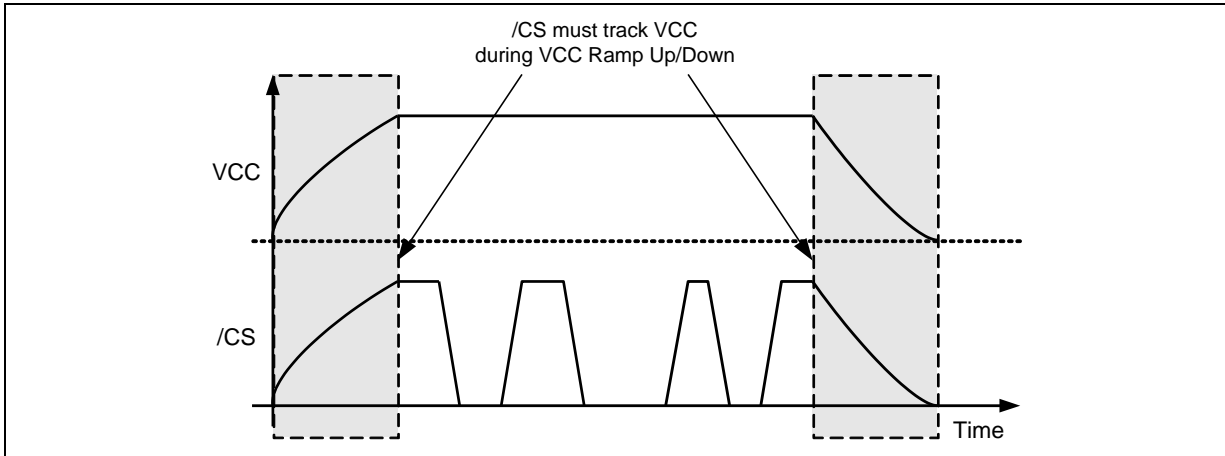 /CS must track VCC
during VCC Ramp Up/Down
VCC
/CS
Time